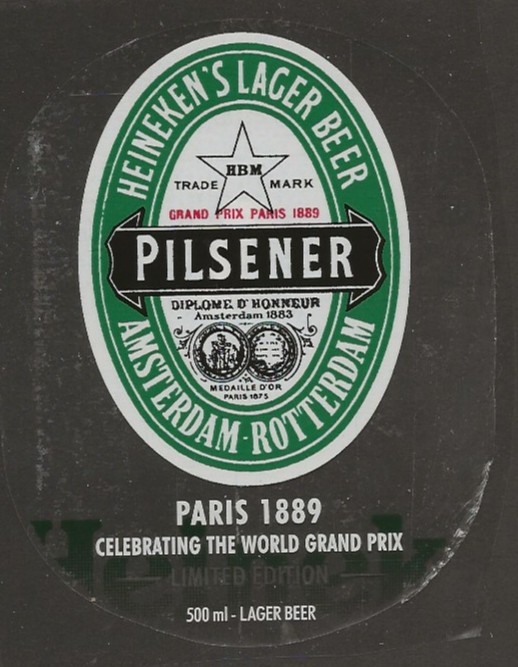 HEINEKEN'S LAGER BEER
HBM
TRADE MARK
GRAND PRIX PARIS 1889
PILSENER
DIPLOME D'HONNEUR
Amsterdam 1883
MEDAILLE D'OR
PARIS 1875
AMSTERDAM-ROTTERDAM
PARIS 1889
CELEBRATING THE WORLD GRAND PRIX
LIMITED EDITION
500 ml - LAGER BEER